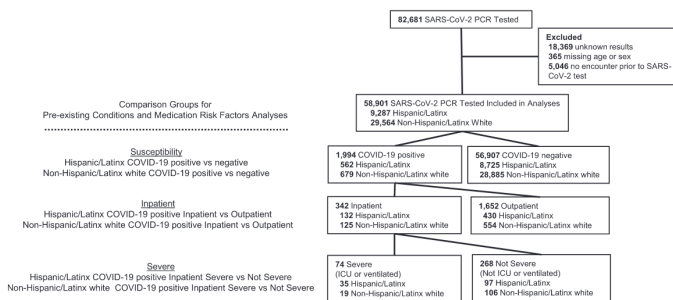 82,681 SARS-CoV-2 PCR Tested
Excluded
18,369 unknown results
365 missing age or sex
5,046 no encounter prior to SARS-
CoV-2 test
Comparison Groups for
Pre-existing Conditions and Medication Risk Factors Analyses
58,901 SARS-CoV-2 PCR Tested Included in Analyses
9,287 Hispanic/Latinx
29,564 Non-Hispanic/Latinx White
Susceptibility
Hispanic/Latinx COVID-19 positive vs negative
Non-Hispanic/Latinx white COVID-19 positive vs negative
1,994 COVID-19 positive
562 Hispanic/Latinx
679 Non-Hispanic/Latinx white
56,907 COVID-19 negative
8,725 Hispanic/Latinx
28,885 Non-Hispanic/Latinx white
Inpatient
Hispanic/Latinx COVID-19 positive Inpatient vs Outpatient
Non-Hispanic/Latinx white COVID-19 positive Inpatient vs Outpatient
342 Inpatient
132 Hispanic/Latinx
125 Non-Hispanic/Latinx white
1,652 Outpatient
430 Hispanic/Latinx
554 Non-Hispanic/Latinx white
Severe
Hispanic/Latinx COVID-19 positive Inpatient Severe vs Not Severe
Non-Hispanic/Latinx white COVID-19 positive Inpatient Severe vs Not Severe
74 Severe
(ICU or ventilated)
35 Hispanic/Latinx
19 Non-Hispanic/Latinx white
268 Not Severe
(Not ICU or ventilated)
97 Hispanic/Latinx
106 Non-Hispanic/Latinx white